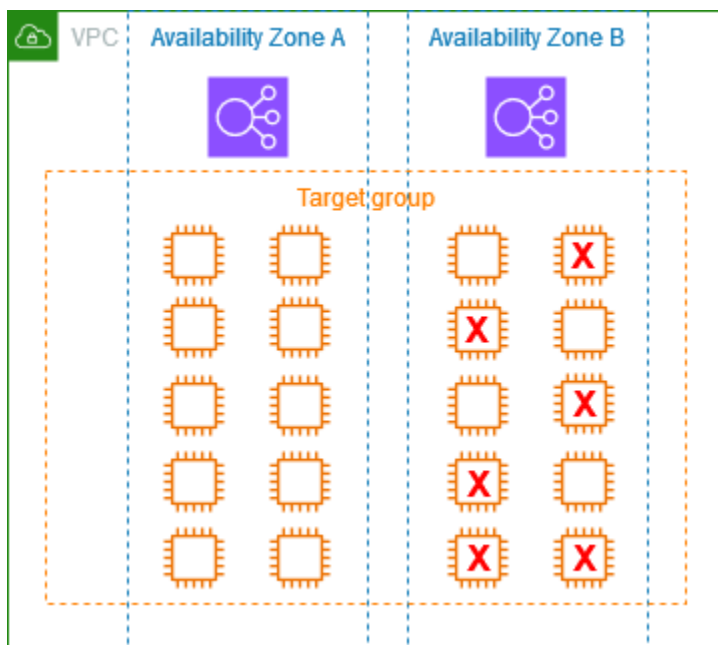 VPC
Availability Zone A
Availability Zone B
Target group
X
X
X
X
X
X